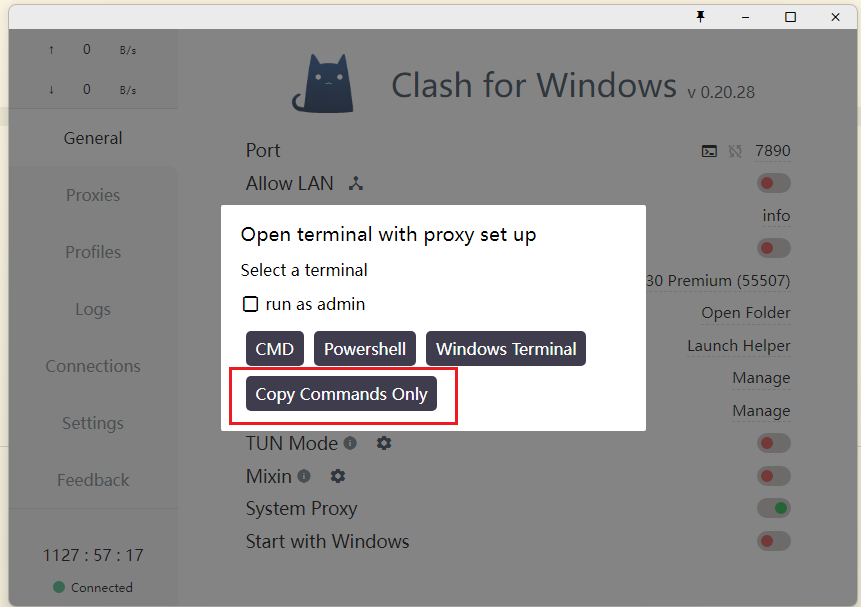 ↑ 0 B/s
↓ 0 B/s
General
Proxies
Profiles
Logs
Connections
Settings
Feedback
1127 : 57 : 17
Connected
Clash for Windows v 0.20.28
Port 7890
Allow LAN
info
30 Premium (55507)
Open Folder
Launch Helper
Manage
Manage
Open terminal with proxy set up
Select a terminal
run as admin
CMD Powershell Windows Terminal
Copy Commands Only
TUN Mode
Mixin
System Proxy
Start with Windows